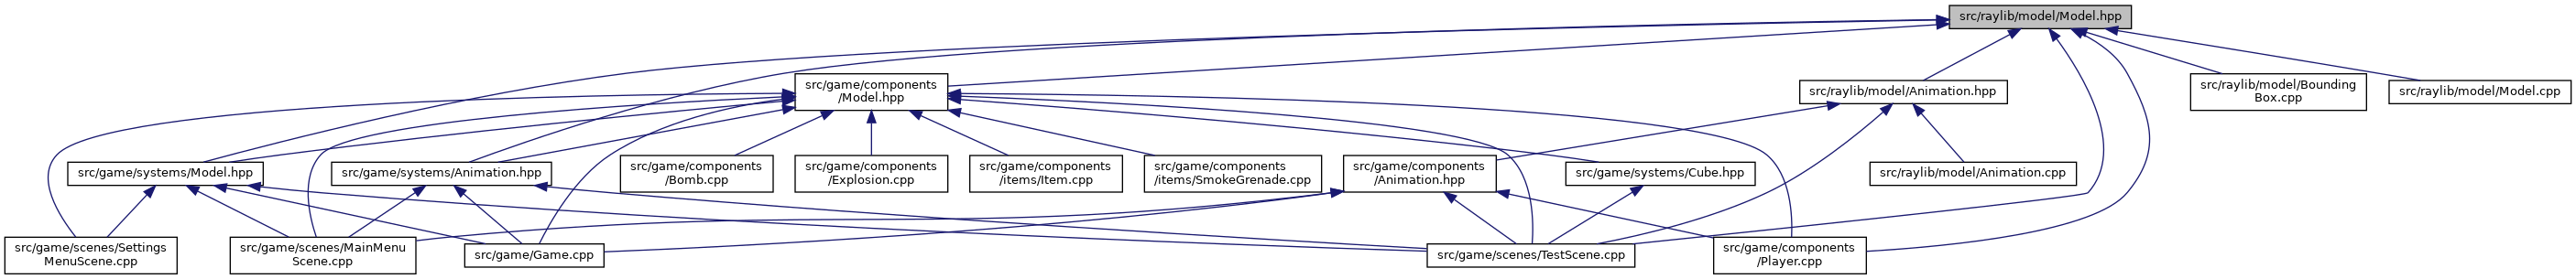 src/raylib/model/Model.hpp
src/game/components
/Model.hpp
src/raylib/model/Animation.hpp
src/raylib/model/Bounding
Box.cpp
src/raylib/model/Model.cpp
src/game/systems/Model.hpp
src/game/systems/Animation.hpp
src/game/components
/Bomb.cpp
src/game/components
/Explosion.cpp
src/game/components
/items/Item.cpp
src/game/components
/items/SmokeGrenade.cpp
src/game/components
/Animation.hpp
src/game/systems/Cube.hpp
src/raylib/model/Animation.cpp
src/game/scenes/Settings
MenuScene.cpp
src/game/scenes/MainMenu
Scene.cpp
src/game/Game.cpp
src/game/scenes/TestScene.cpp
src/game/components
/Player.cpp